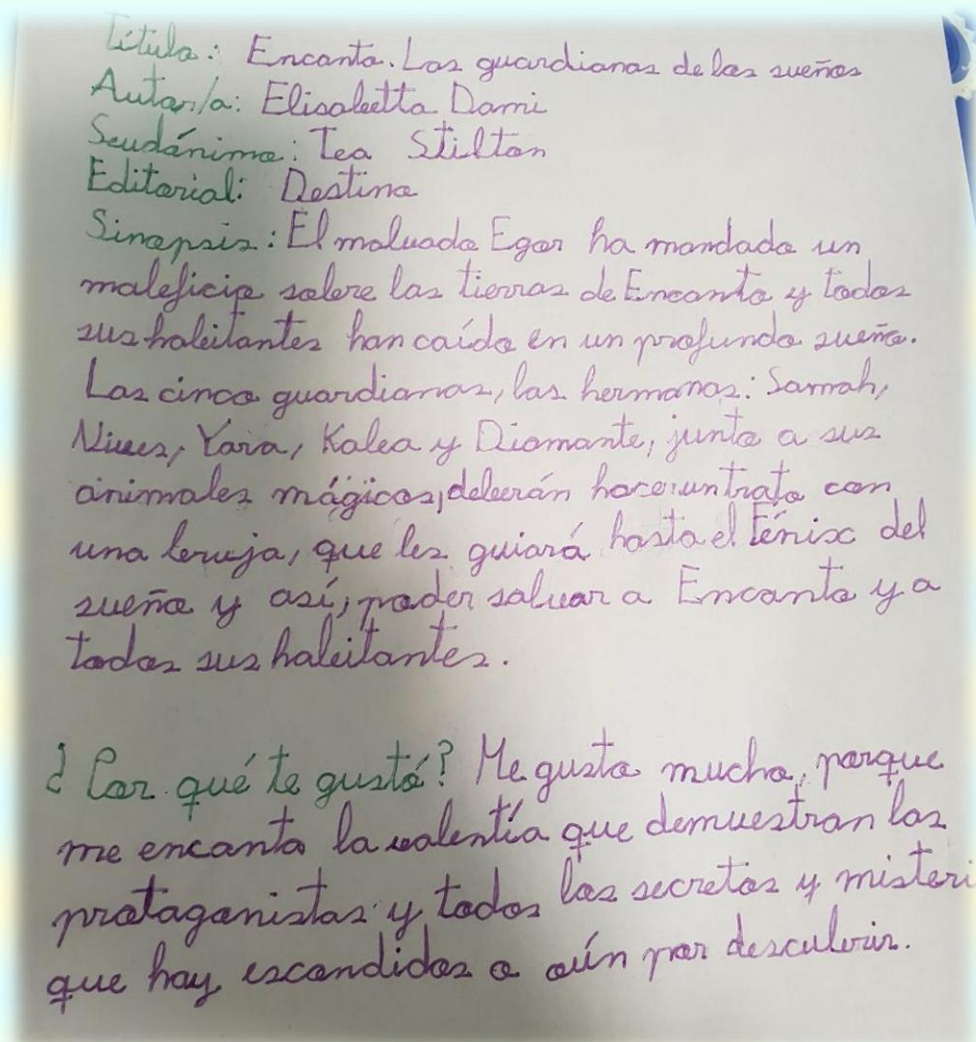 Título: Encanto. Las guardianas de los sueños
Autor/a: Elisabetta Dami
Seudónimo: Tea Stilton
Editorial: Destino
Sinopsis: El malvado Egor ha mandado un
maleficio sobre las tierras de Encanto y todos
sus habitantes han caído en un profundo sueño.
Las cinco guardianas, las hermanas: Samah,
Nives, Yara, Kalea y Diamante, junto a sus
animales mágicos, deberán hacer un trato con
una bruja, que les guiará hasta el Fénix del
sueño y así, poder salvar a Encanto y a
todos sus habitantes.
¿Por qué te gustó? Me gusta mucho, porque
me encanta la valentía que demuestran las
protagonistas y todos los secretos y misteri
que hay escondidos o aún por descubrir.